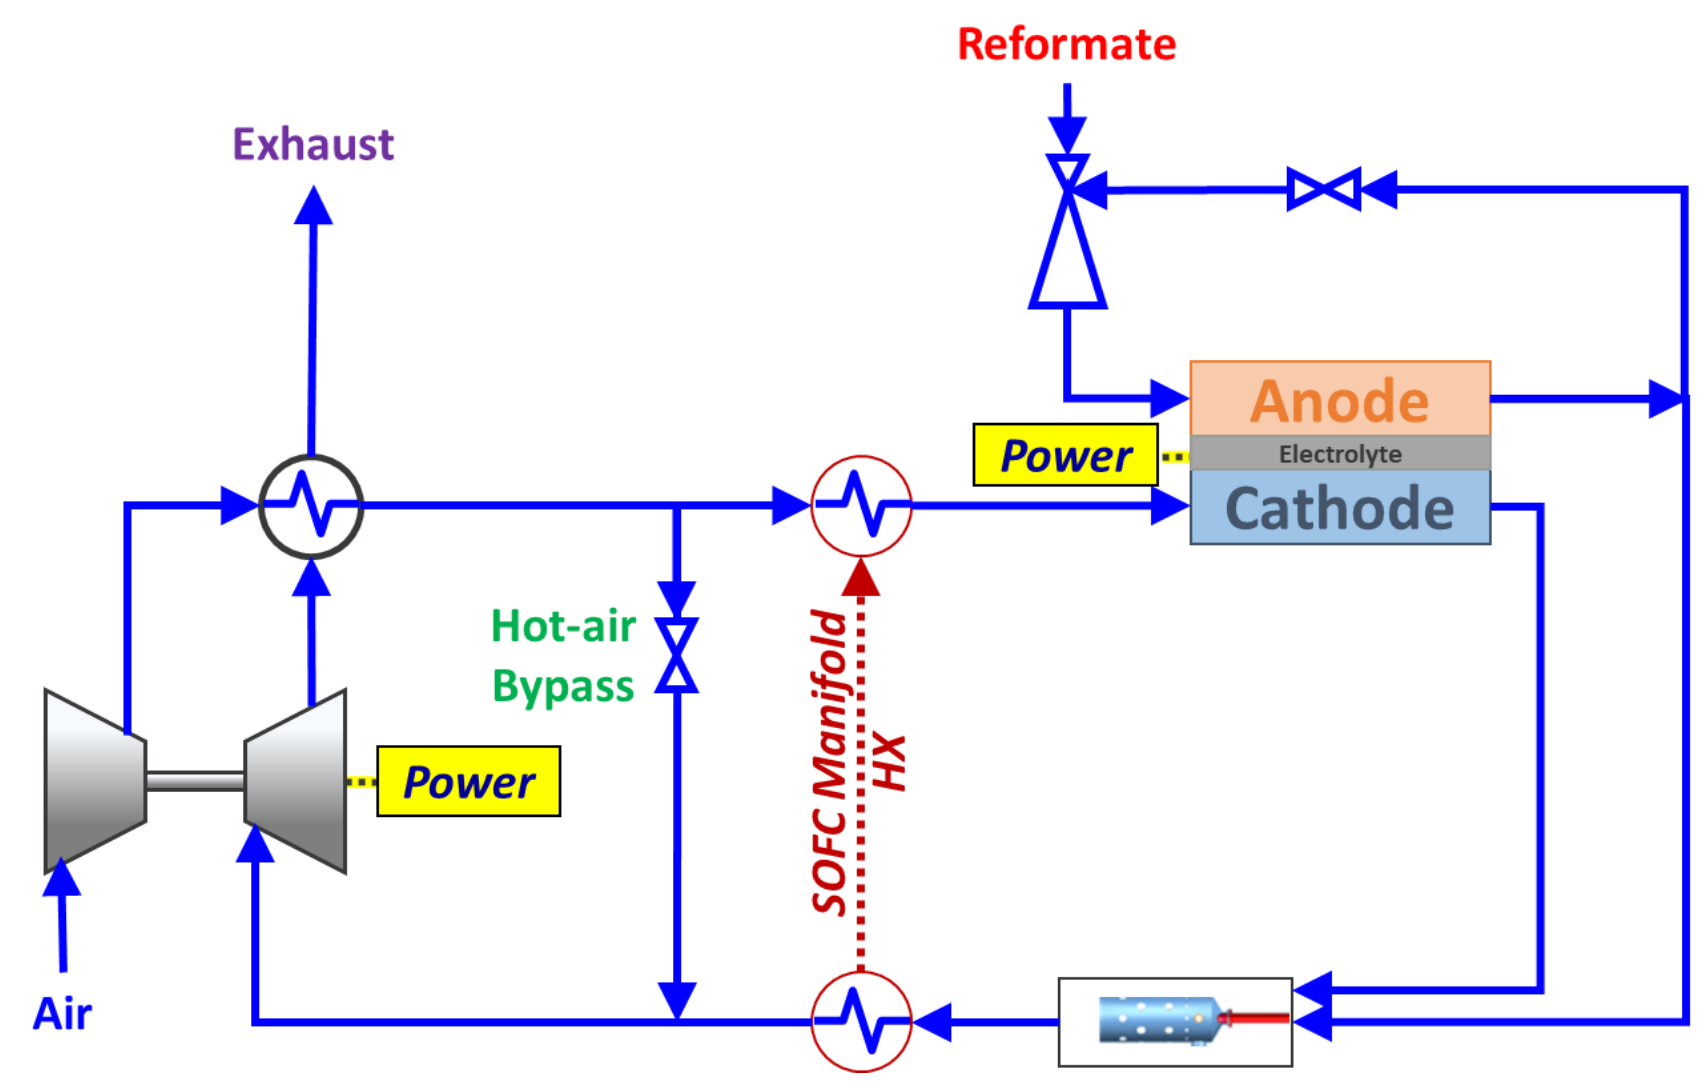 Reformate
Exhaust
Anode
Power
Electrolyte
Cathode
Hot-air
Bypass
SOFC Manifold
HX
Power
Air